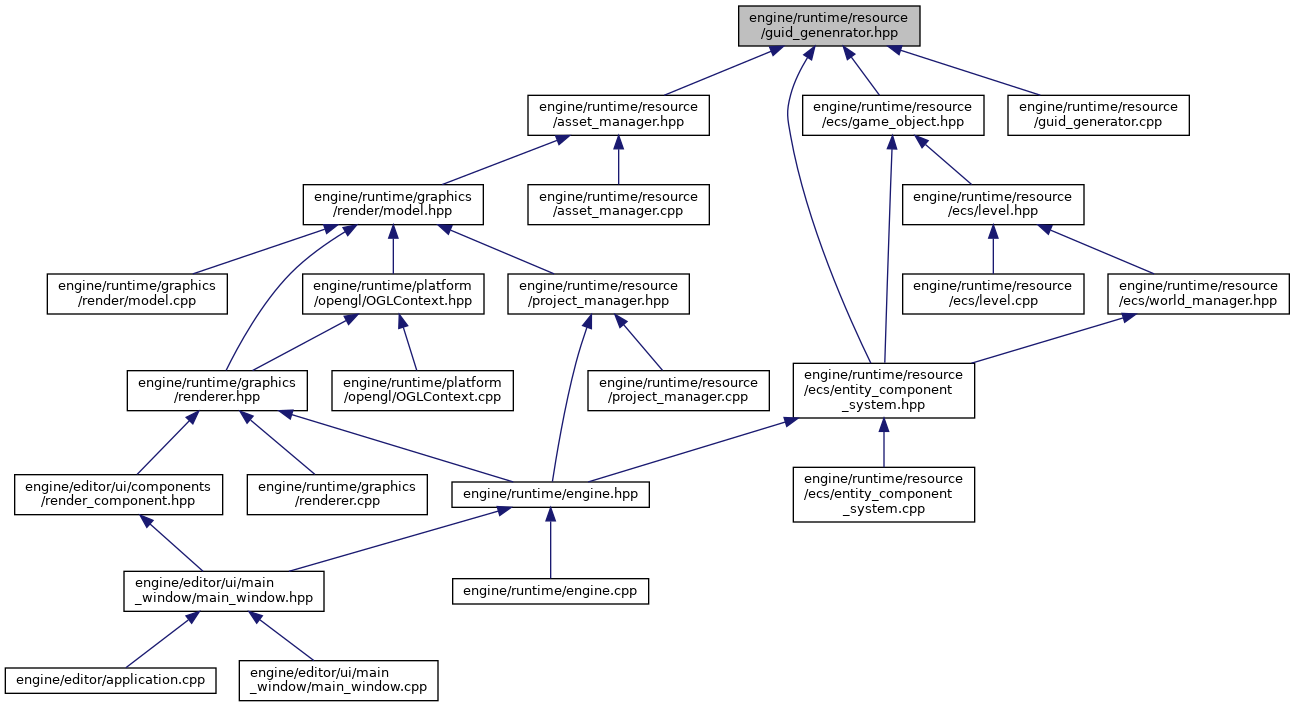 engine/runtime/resource
/guid_genenrator.hpp
engine/runtime/resource
/asset_manager.hpp
engine/runtime/resource
/ecs/game_object.hpp
engine/runtime/resource
/guid_generator.cpp
engine/runtime/graphics
/render/model.hpp
engine/runtime/resource
/asset_manager.cpp
engine/runtime/resource
/ecs/level.hpp
engine/runtime/graphics
/render/model.cpp
engine/runtime/platform
/opengl/OGLContext.hpp
engine/runtime/resource
/project_manager.hpp
engine/runtime/resource
/ecs/level.cpp
engine/runtime/resource
/ecs/world_manager.hpp
engine/runtime/graphics
/renderer.hpp
engine/runtime/platform
/opengl/OGLContext.cpp
engine/runtime/resource
/project_manager.cpp
engine/runtime/resource
/ecs/entity_component
_system.hpp
engine/editor/ui/components
/render_component.hpp
engine/runtime/graphics
/renderer.cpp
engine/runtime/engine.hpp
engine/runtime/resource
/ecs/entity_component
_system.cpp
engine/editor/ui/main
_window/main_window.hpp
engine/runtime/engine.cpp
engine/editor/application.cpp
engine/editor/ui/main
_window/main_window.cpp